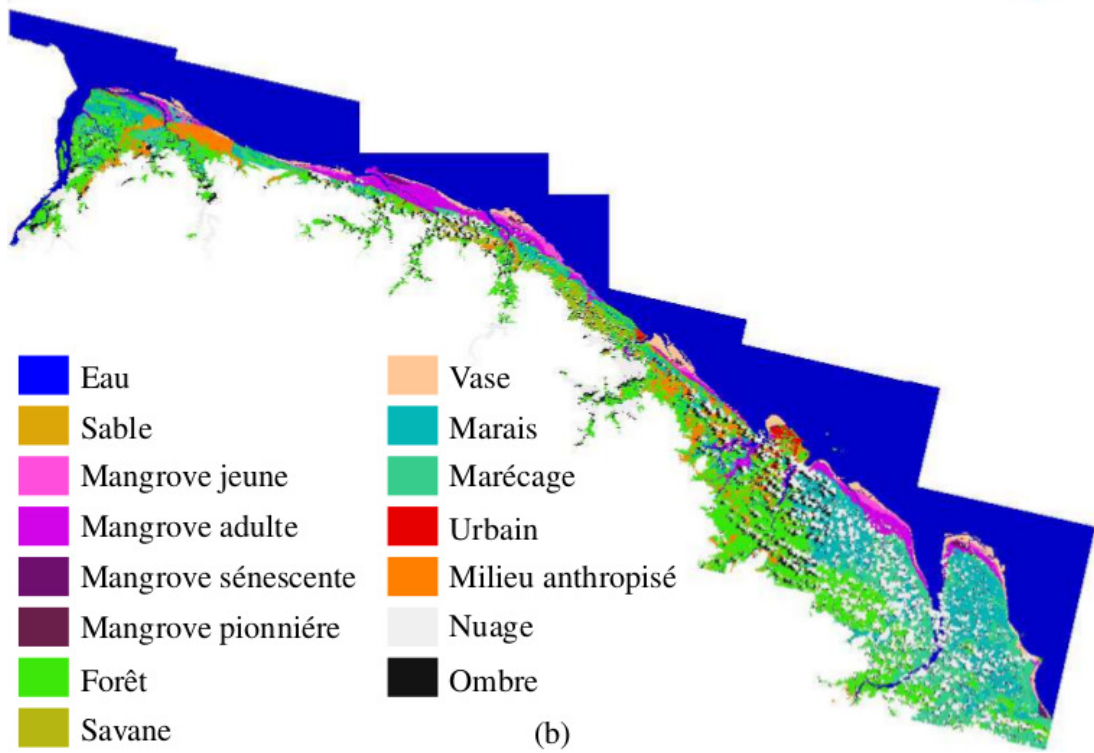 Eau
Sable
Mangrove jeune
Mangrove adulte
Mangrove sénescente
Mangrove pionniére
Forêt
Savane
Vase
Marais
Marécage
Urbain
Milieu anthropisé
Nuage
Ombre
(b)